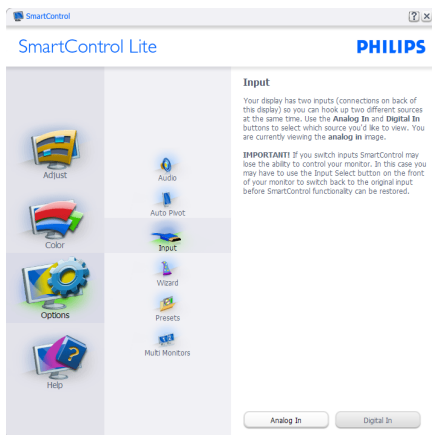 SmartControl
SmartControl Lite
PHILIPS
Adjust
Color
Options
Help
Audio
Auto Pivot
Input
Wizard
Presets
Multi Monitors
Input
Your display has two inputs (connections on back of
this display) so you can hook up two different sources
at the same time. Use the Analog In and Digital In
buttons to select which source you'd like to view. You
are currently viewing the analog in image.
IMPORTANT! If you switch inputs SmartControl may
lose the ability to control your monitor. In this case you
may have to use the Input Select button on the front
of your monitor to switch back to the original input
before SmartControl functionality can be restored.
Analog In
Digital In